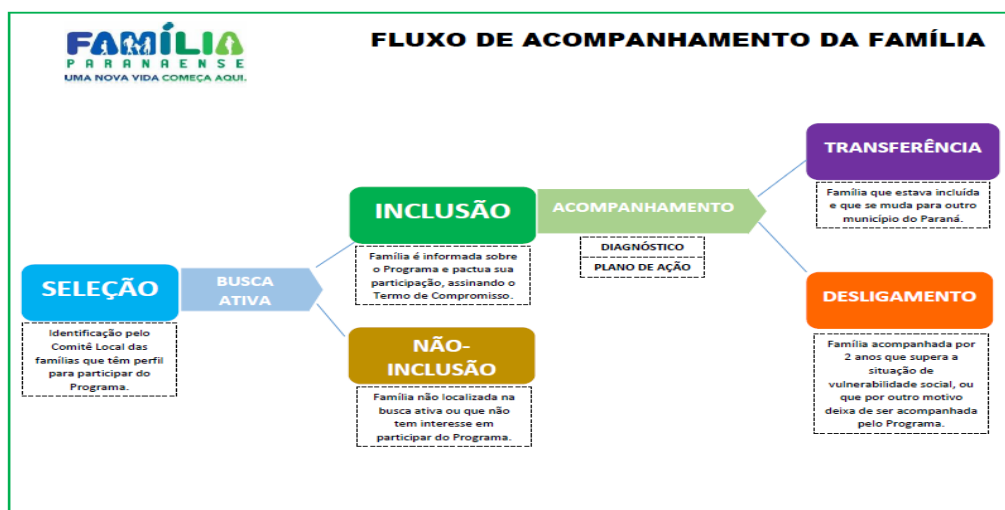 FAMÍLIA
PARANAENSE
UMA NOVA VIDA COMEÇA AQUI.
FLUXO DE ACOMPANHAMENTO DA FAMÍLIA
SELEÇÃO
Identificação pelo
Comitê Local das
famílias que têm perfil
para participar do
Programa.
BUSCA
ATIVA
INCLUSÃO
Família é informada sobre
o Programa e pactua sua
participação, assinando o
Termo de Compromisso.
NÃO-
INCLUSÃO
Família não localizada na
busca ativa ou que não
tem interesse em
participar do Programa.
ACOMPANHAMENTO
DIAGNÓSTICO
PLANO DE AÇÃO
TRANSFERÊNCIA
Família que estava incluída
e que se muda para outro
município do Paraná.
DESLIGAMENTO
Família acompanhada por
2 anos que supera a
situação de
vulnerabilidade social, ou
que por outro motivo
deixa de ser acompanhada
pelo Programa.